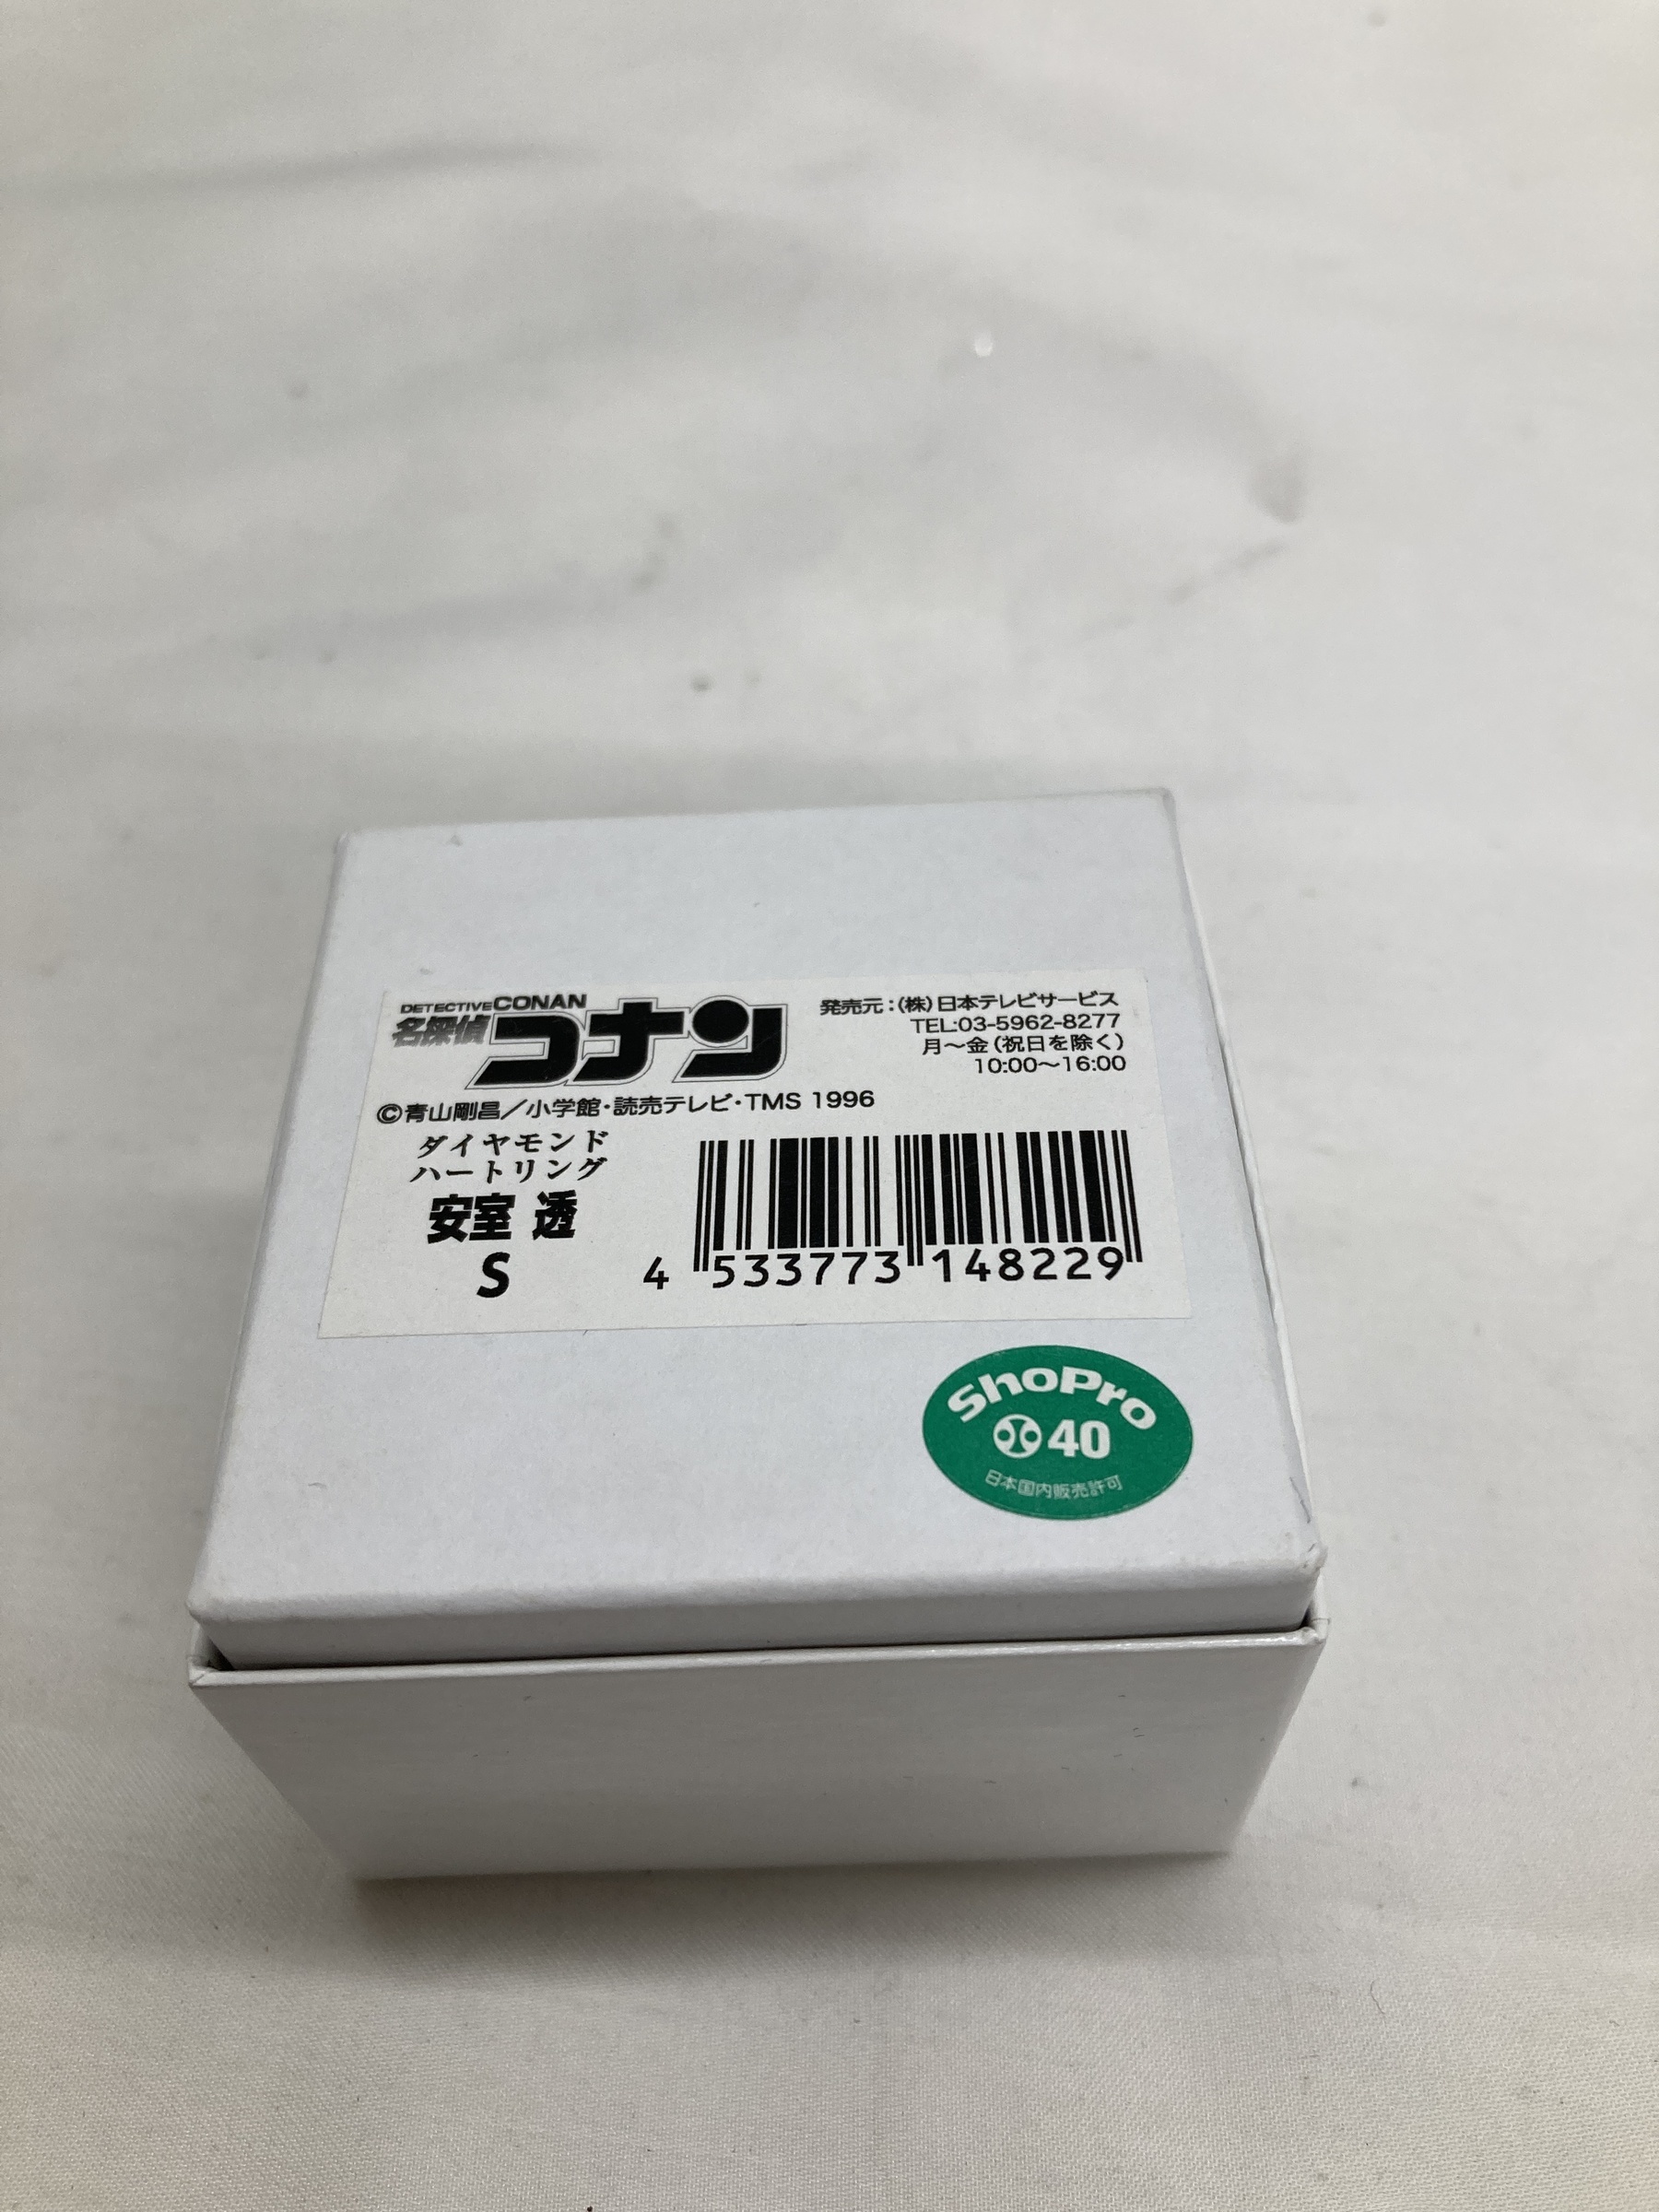 DETECTIVE CONAN
名探偵コナン
発売元:(株)日本テレビサービス
TEL:03-5962-8277
月〜金(祝日を除く)
10:00〜16:00
©青山剛昌/小学館・読売テレビ・TMS 1996
ダイヤモンド
ハートリング
安室 透
S
4 533773 148229
ShoPro
40
日本国内販売許可